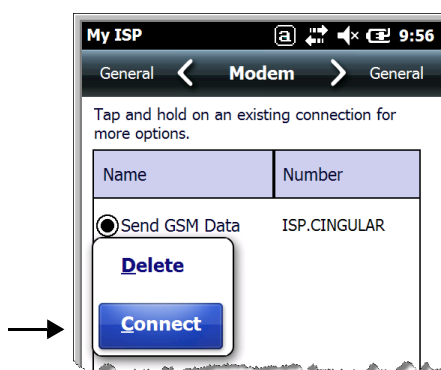 My ISP a 9:56
General Modem General
Tap and hold on an existing connection for
more options.
Name Number
Send GSM Data ISP.CINGULAR
Delete
Connect